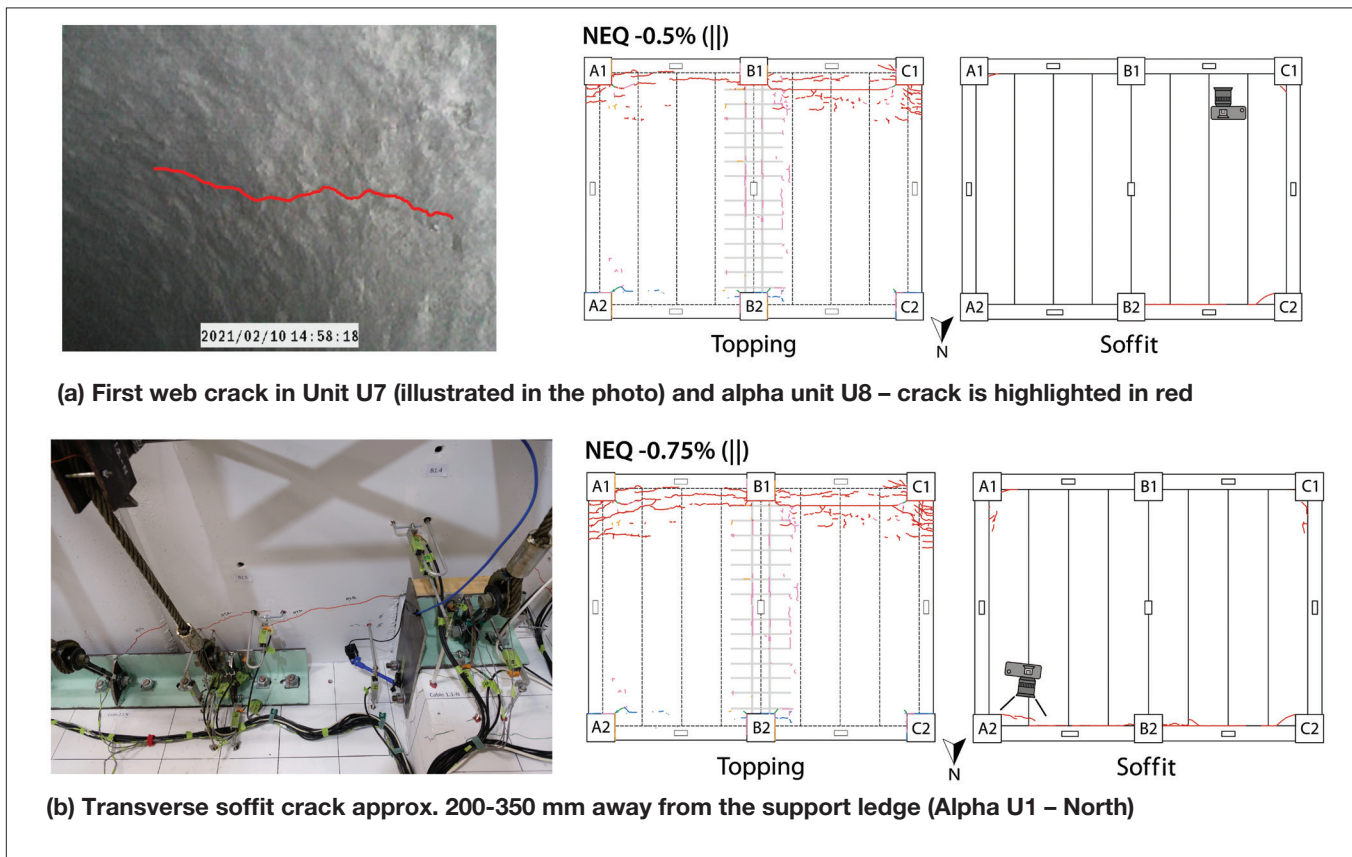 NEQ -0.5% (||)
A1
B1
C1
A1
B1
C1
A2
B2
C2
A2
B2
C2
2021/02/10 14:58:18
Topping
N
Soffit
(a) First web crack in Unit U7 (illustrated in the photo) and alpha unit U8 – crack is highlighted in red
NEQ -0.75% (||)
A1
B1
C1
A1
B1
C1
A2
B2
C2
A2
B2
C2
Topping
N
Soffit
(b) Transverse soffit crack approx. 200-350 mm away from the support ledge (Alpha U1 – North)